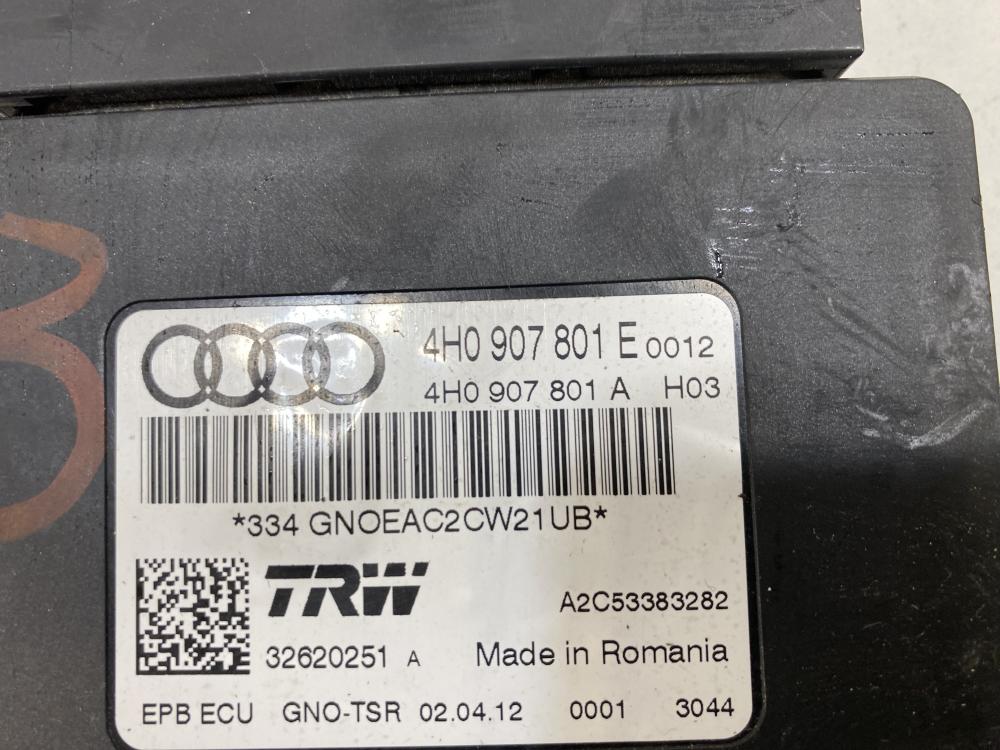 4H0 907 801 E 0012
4H0 907 801 A H03
*334 GNOEAC2CW21UB*
TRW
A2C53383282
32620251 A Made in Romania
EPB ECU GNO-TSR 02.04.12 0001 3044